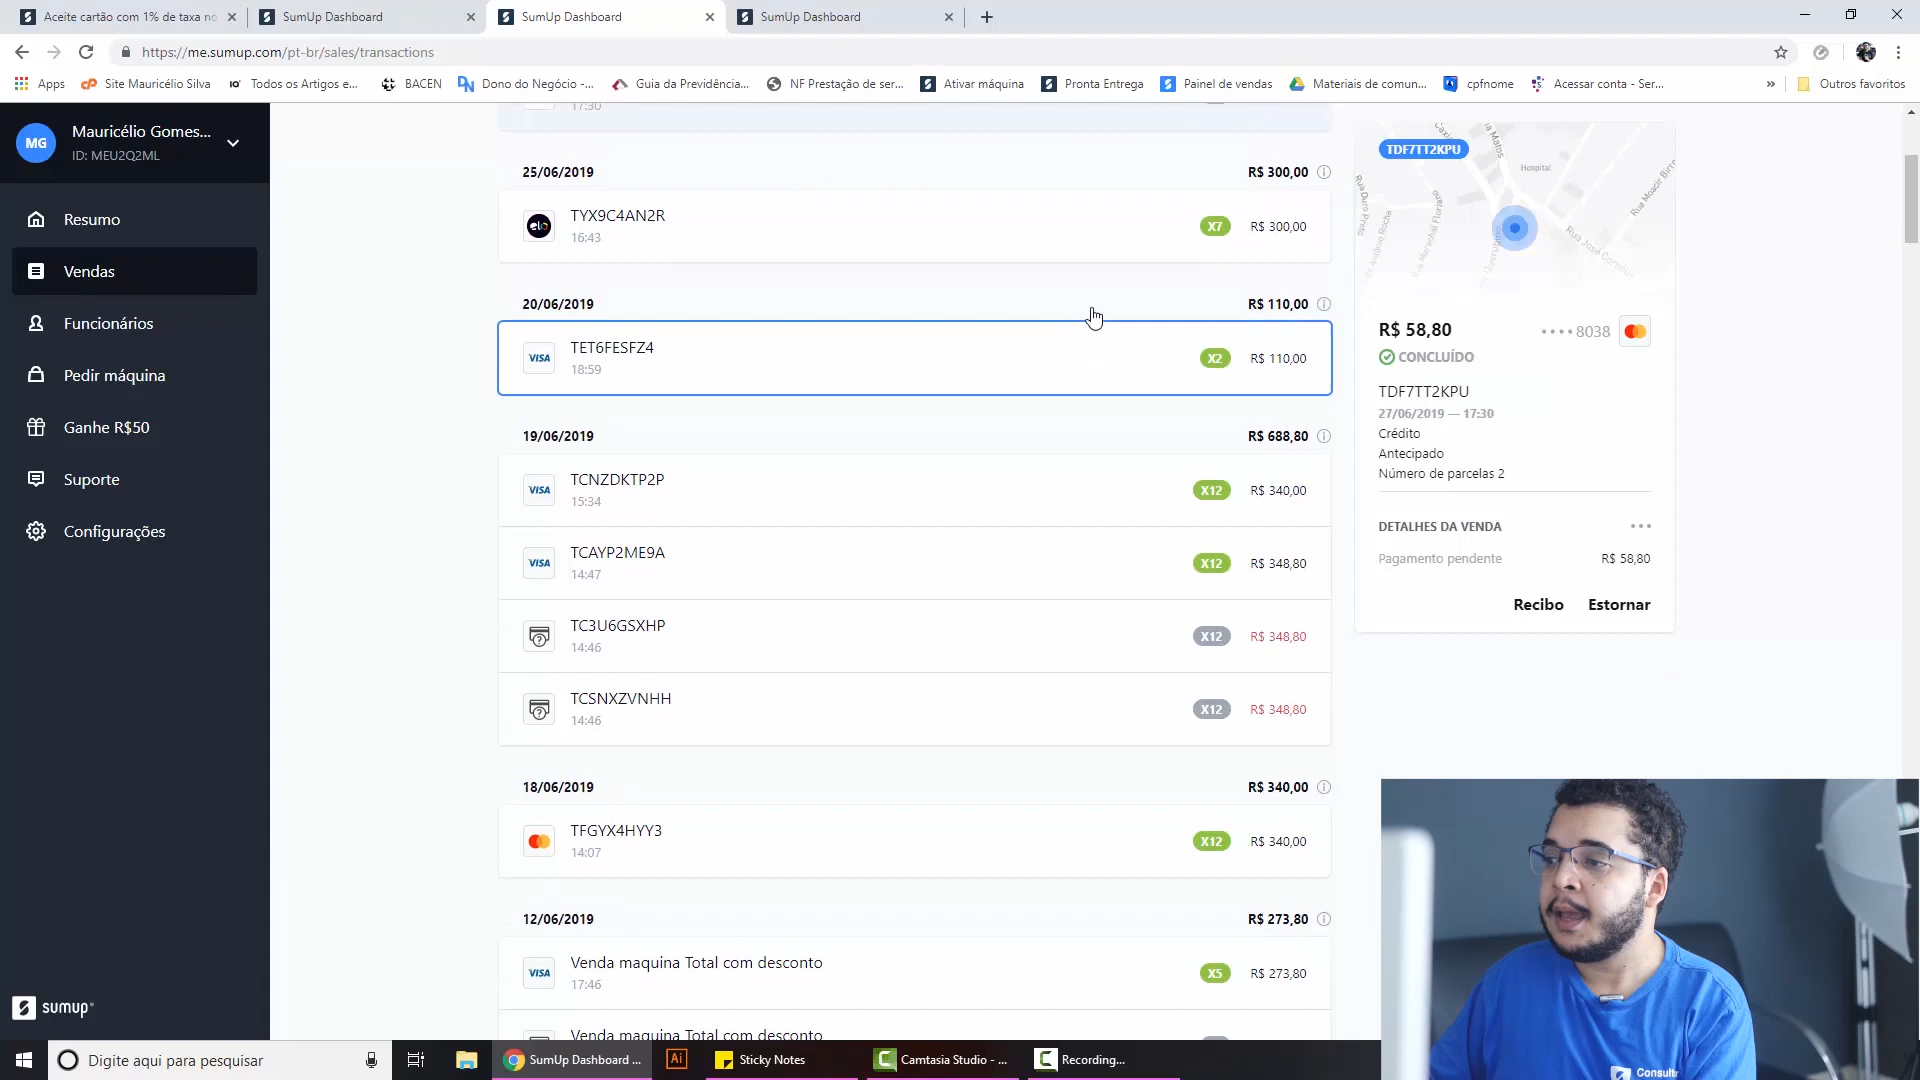 Aceite cartão com 1% de taxa no
SumUp Dashboard
SumUp Dashboard
SumUp Dashboard
https://me.sumup.com/pt-br/sales/transactions
Apps
Site Mauricélio Silva
Todos os Artigos e...
BACEN
Dono do Negócio -...
Guia da Previdência...
NF Prestação de ser...
Ativar máquina
Pronta Entrega
Painel de vendas
Materiais de comun...
cpfnome
Acessar conta - Ser...
»
Outros favoritos
MG
Mauricélio Gomes...
ID: MEU2Q2ML
Resumo
Vendas
Funcionários
Pedir máquina
Ganhe R$50
Suporte
Configurações
sumup®
17:30
25/06/2019 R$ 300,00
elo TYX9C4AN2R X7 R$ 300,00
16:43
20/06/2019 R$ 110,00
VISA TET6FESFZ4 X2 R$ 110,00
18:59
19/06/2019 R$ 688,80
VISA TCNZDKTP2P X12 R$ 340,00
15:34
VISA TCAYP2ME9A X12 R$ 348,80
14:47
TC3U6GSXHP X12 R$ 348,80
14:46
TCSNXZVNHH X12 R$ 348,80
14:46
18/06/2019 R$ 340,00
TFGYX4HYY3 X12 R$ 340,00
14:07
12/06/2019 R$ 273,80
VISA Venda maquina Total com desconto X5 R$ 273,80
17:46
Venda maquina Total com desconto
TDF7TT2KPU
Hospital
Rua Moacir
Rua José
R$ 58,80
•••• 8038
CONCLUÍDO
TDF7TT2KPU
27/06/2019 — 17:30
Crédito
Antecipado
Número de parcelas 2
DETALHES DA VENDA
Pagamento pendente R$ 58,80
Recibo Estornar
Digite aqui para pesquisar
SumUp Dashboard ...
Ai
Sticky Notes
Camtasia Studio - ...
Recording...